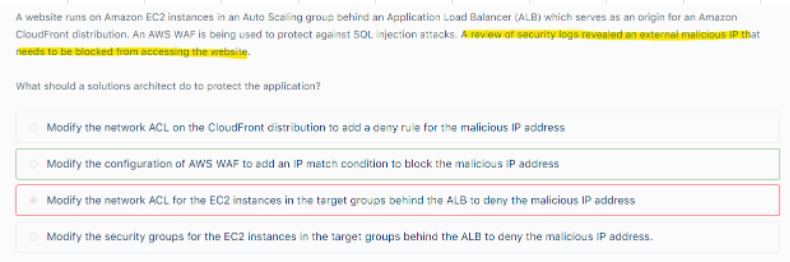 A website runs on Amazon EC2 instances in an Auto Scaling group behind an Application Load Balancer (ALB) which serves as an origin for an Amazon
CloudFront distribution. An AWS WAF is being used to protect against SQL injection attacks. A review of security logs revealed an external malicious IP that
needs to be blocked from accessing the website.
What should a solutions architect do to protect the application?
Modify the network ACL on the CloudFront distribution to add a deny rule for the malicious IP address
Modify the configuration of AWS WAF to add an IP match condition to block the malicious IP address
Modify the network ACL for the EC2 instances in the target groups behind the ALB to deny the malicious IP address
Modify the security groups for the EC2 instances in the target groups behind the ALB to deny the malicious IP address.